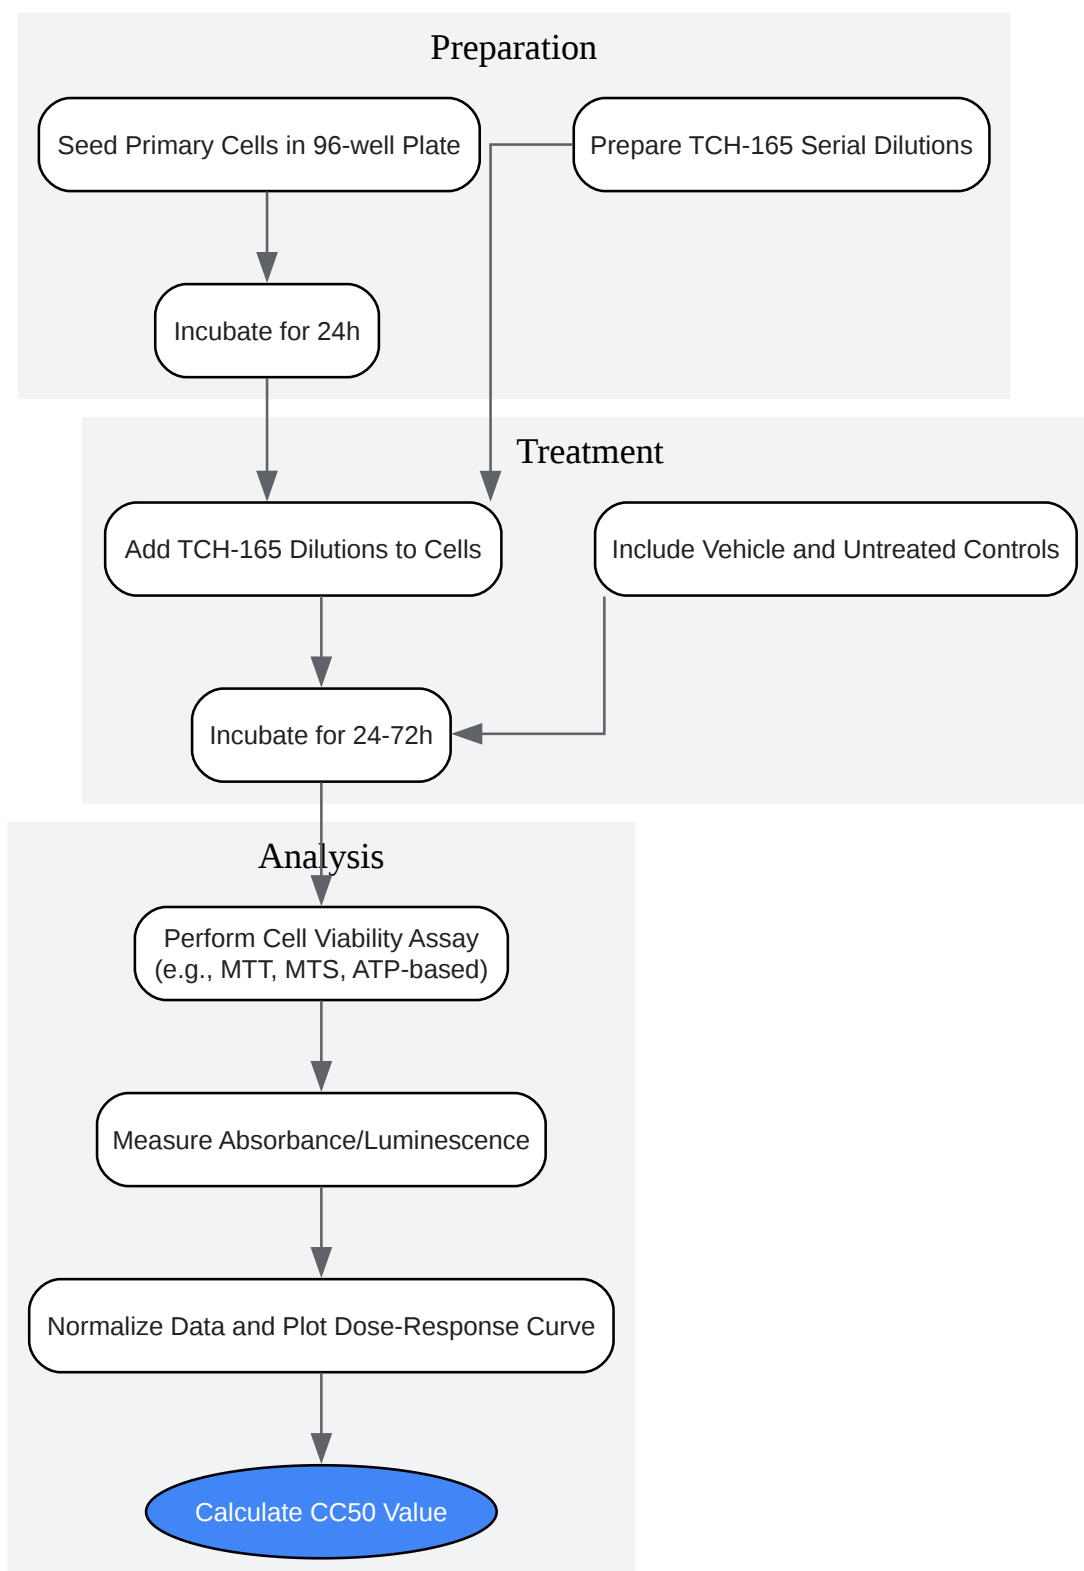 Preparation
Seed Primary Cells in 96-well Plate
Prepare TCH-165 Serial Dilutions
Incubate for 24h
Treatment
Add TCH-165 Dilutions to Cells
Include Vehicle and Untreated Controls
Incubate for 24-72h
Analysis
Perform Cell Viability Assay
(e.g., MTT, MTS, ATP-based)
Measure Absorbance/Luminescence
Normalize Data and Plot Dose-Response Curve
Calculate CC50 Value